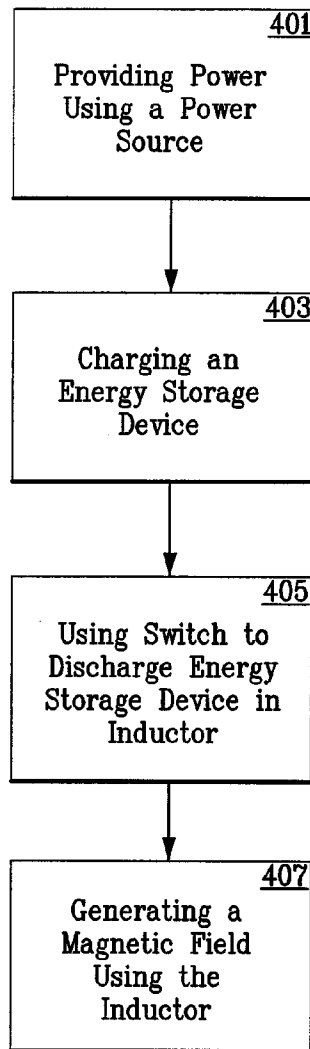 401
Providing Power
Using a Power
Source
403
Charging an
Energy Storage
Device
405
Using Switch to
Discharge Energy
Storage Device in
Inductor
407
Generating a
Magnetic Field
Using the
Inductor